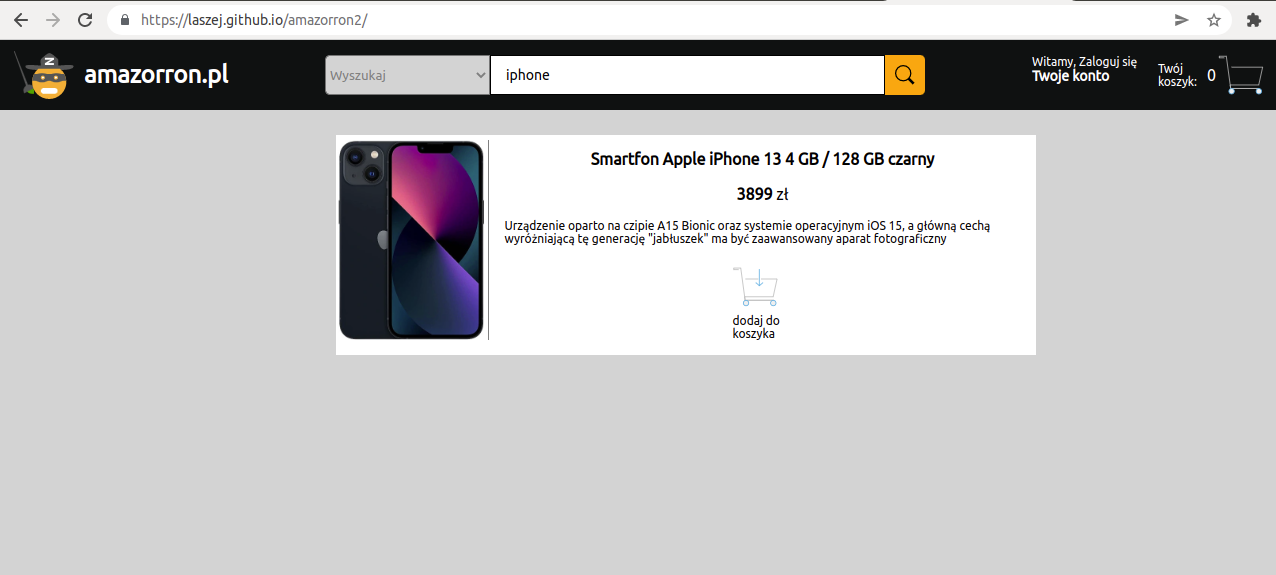 https://laszej.github.io/amazorron2/
N
amazorron.pl
Wyszukaj
iphone
Witamy, Zaloguj się
Twoje konto
Twój
koszyk:
0
Smartfon Apple iPhone 13 4 GB / 128 GB czarny
3899 zł
Urządzenie oparto na czipie A15 Bionic oraz systemie operacyjnym iOS 15, a główną cechą
wyróżniającą tę generację "jabłuszek" ma być zaawansowany aparat fotograficzny
dodaj do
koszyka